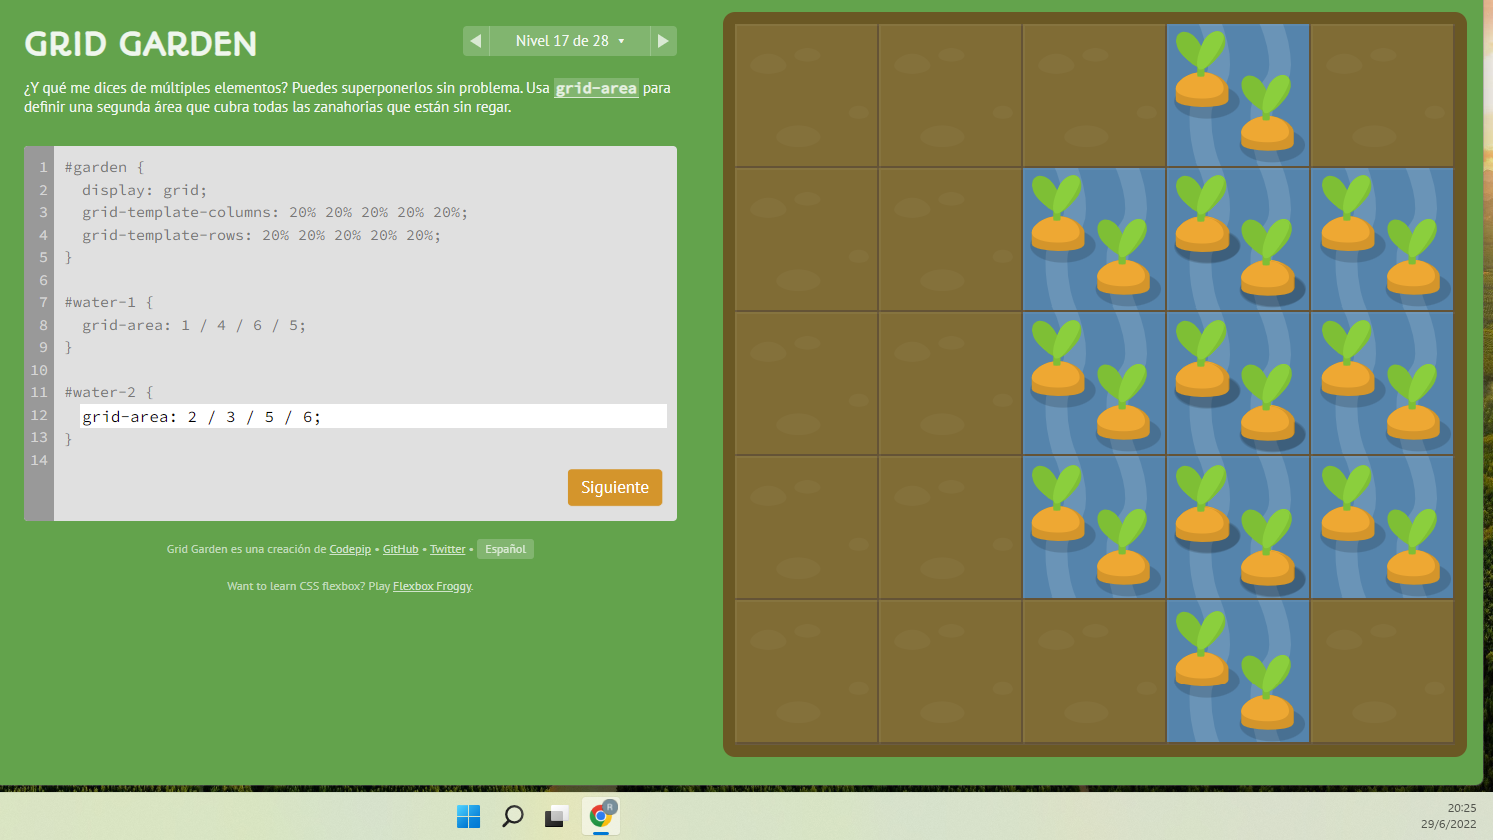 GRID GARDEN
Nivel 17 de 28
¿Y qué me dices de múltiples elementos? Puedes superponerlos sin problema. Usa grid-area para
definir una segunda área que cubra todas las zanahorias que están sin regar.
1 #garden {
2 display: grid;
3 grid-template-columns: 20% 20% 20% 20% 20%;
4 grid-template-rows: 20% 20% 20% 20% 20%;
5 }
6
7 #water-1 {
8 grid-area: 1 / 4 / 6 / 5;
9 }
10
11 #water-2 {
12 grid-area: 2 / 3 / 5 / 6;
13 }
14
Siguiente
Grid Garden es una creación de Codepip • GitHub • Twitter • Español
Want to learn CSS flexbox? Play Flexbox Froggy.
R
20:25
29/6/2022